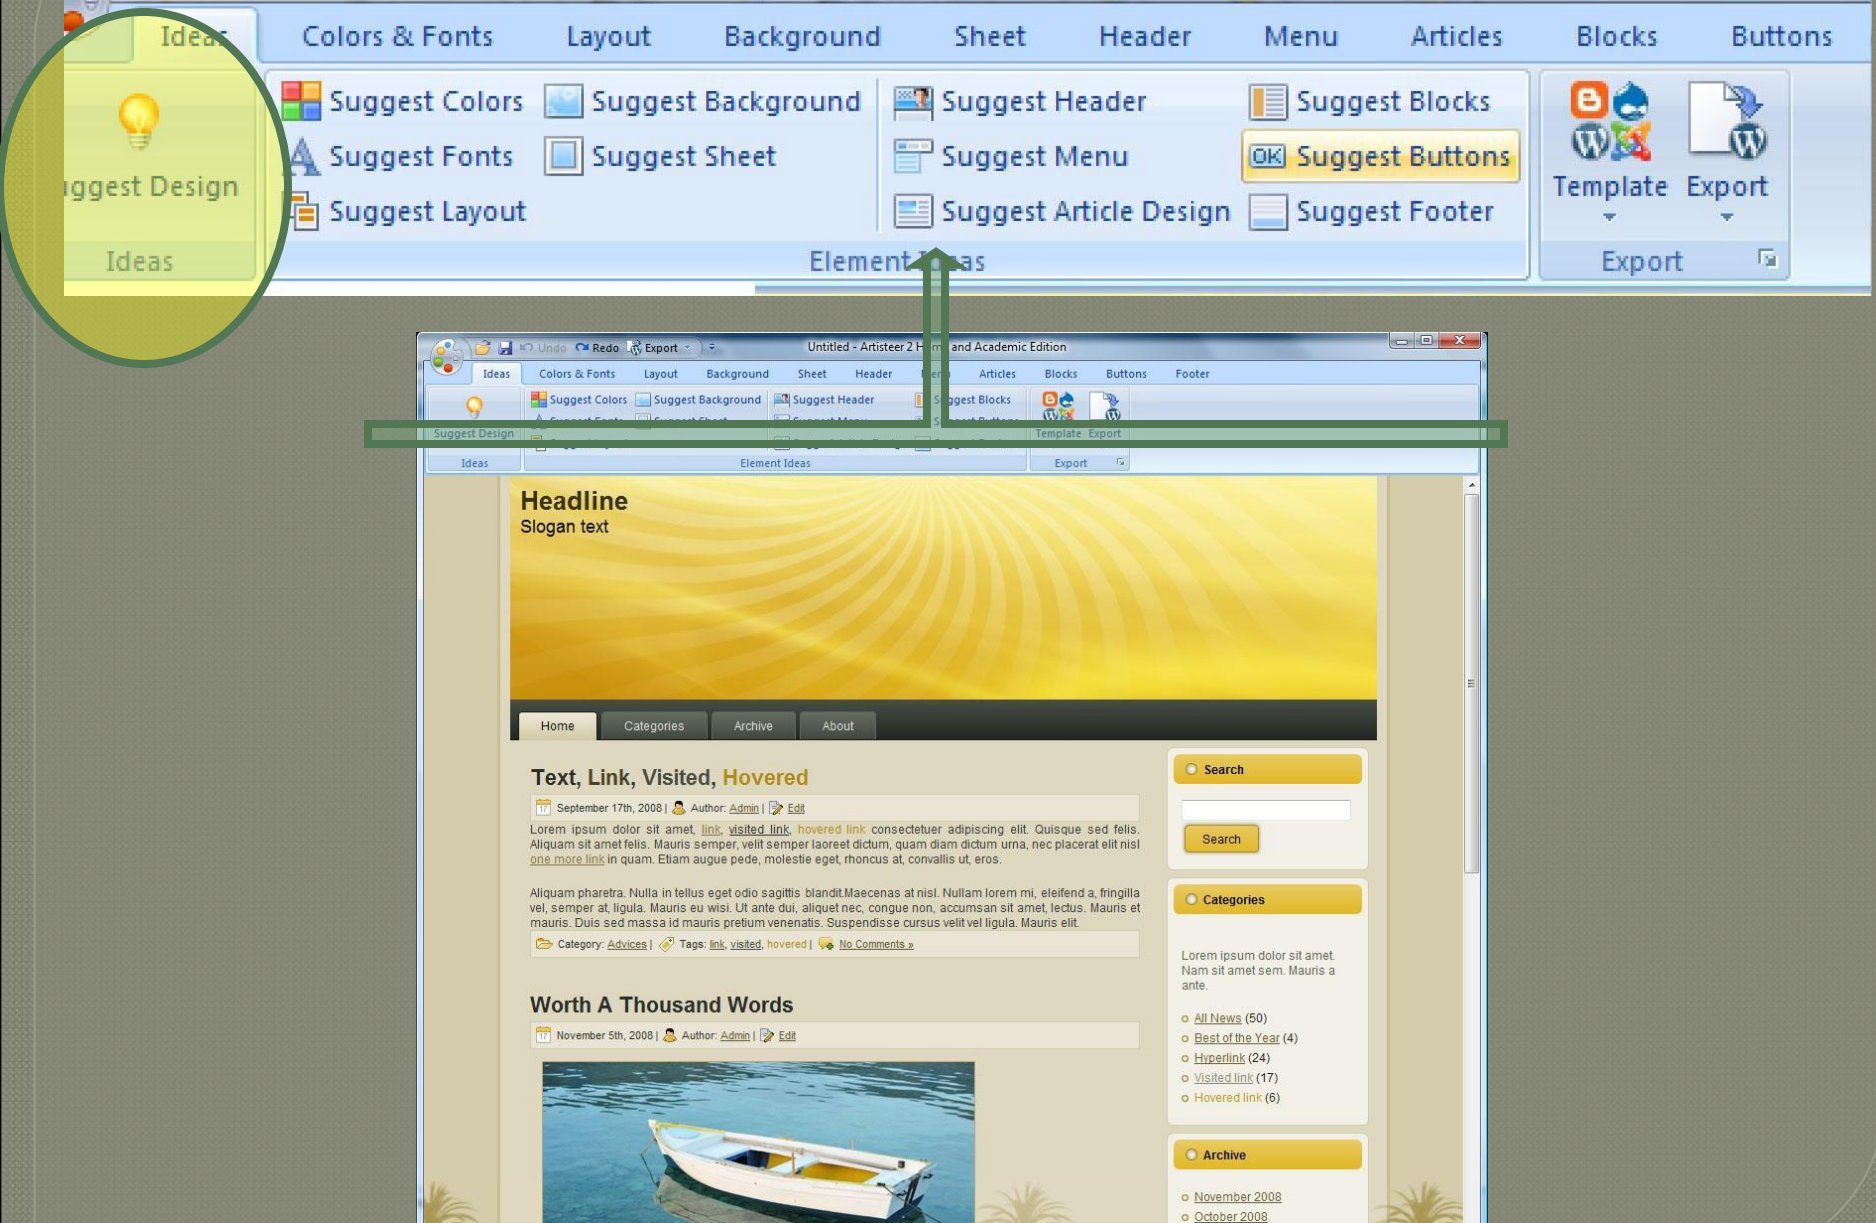 Ideas Colors & Fonts Layout Background Sheet Header Menu Articles Blocks Buttons
Suggest Colors Suggest Background Suggest Header Suggest Blocks
Suggest Fonts Suggest Sheet Suggest Menu OK Suggest Buttons
uggest Design Template Export
Suggest Layout Suggest Article Design Suggest Footer
Ideas Element Ideas Export
Undo Redo Export Untitled - Artisteer 2 Home and Academic Edition
Ideas Colors & Fonts Layout Background Sheet Header Menu Articles Blocks Buttons Footer
Suggest Colors Suggest Background Suggest Header Suggest Blocks
Suggest Design Template Export
Ideas Element Ideas Export
Headline
Slogan text
Home Categories Archive About
Text, Link, Visited, Hovered
September 17th, 2008 | Author: Admin | Edit
Lorem ipsum dolor sit amet, link, visited link, hovered link consectetuer adipiscing elit. Quisque sed felis.
Aliquam sit amet felis. Mauris semper, velit semper laoreet dictum, quam diam dictum urna, nec placerat elit nisl
one more link in quam. Etiam augue pede, molestie eget, rhoncus at, convallis ut, eros.
Aliquam pharetra. Nulla in tellus eget odio sagittis blandit.Maecenas at nisl. Nullam lorem mi, eleifend a, fringilla
vel, semper at, ligula. Mauris eu wisi. Ut ante dui, aliquet nec, congue non, accumsan sit amet, lectus. Mauris et
mauris. Duis sed massa id mauris pretium venenatis. Suspendisse cursus velit vel ligula. Mauris elit.
Category: Advices | Tags: link, visited, hovered | No Comments »
Worth A Thousand Words
November 5th, 2008 | Author: Admin | Edit
Search
Search
Categories
Lorem ipsum dolor sit amet.
Nam sit amet sem. Mauris a
ante.
All News (50)
Best of the Year (4)
Hyperlink (24)
Visited link (17)
Hovered link (6)
Archive
November 2008
October 2008